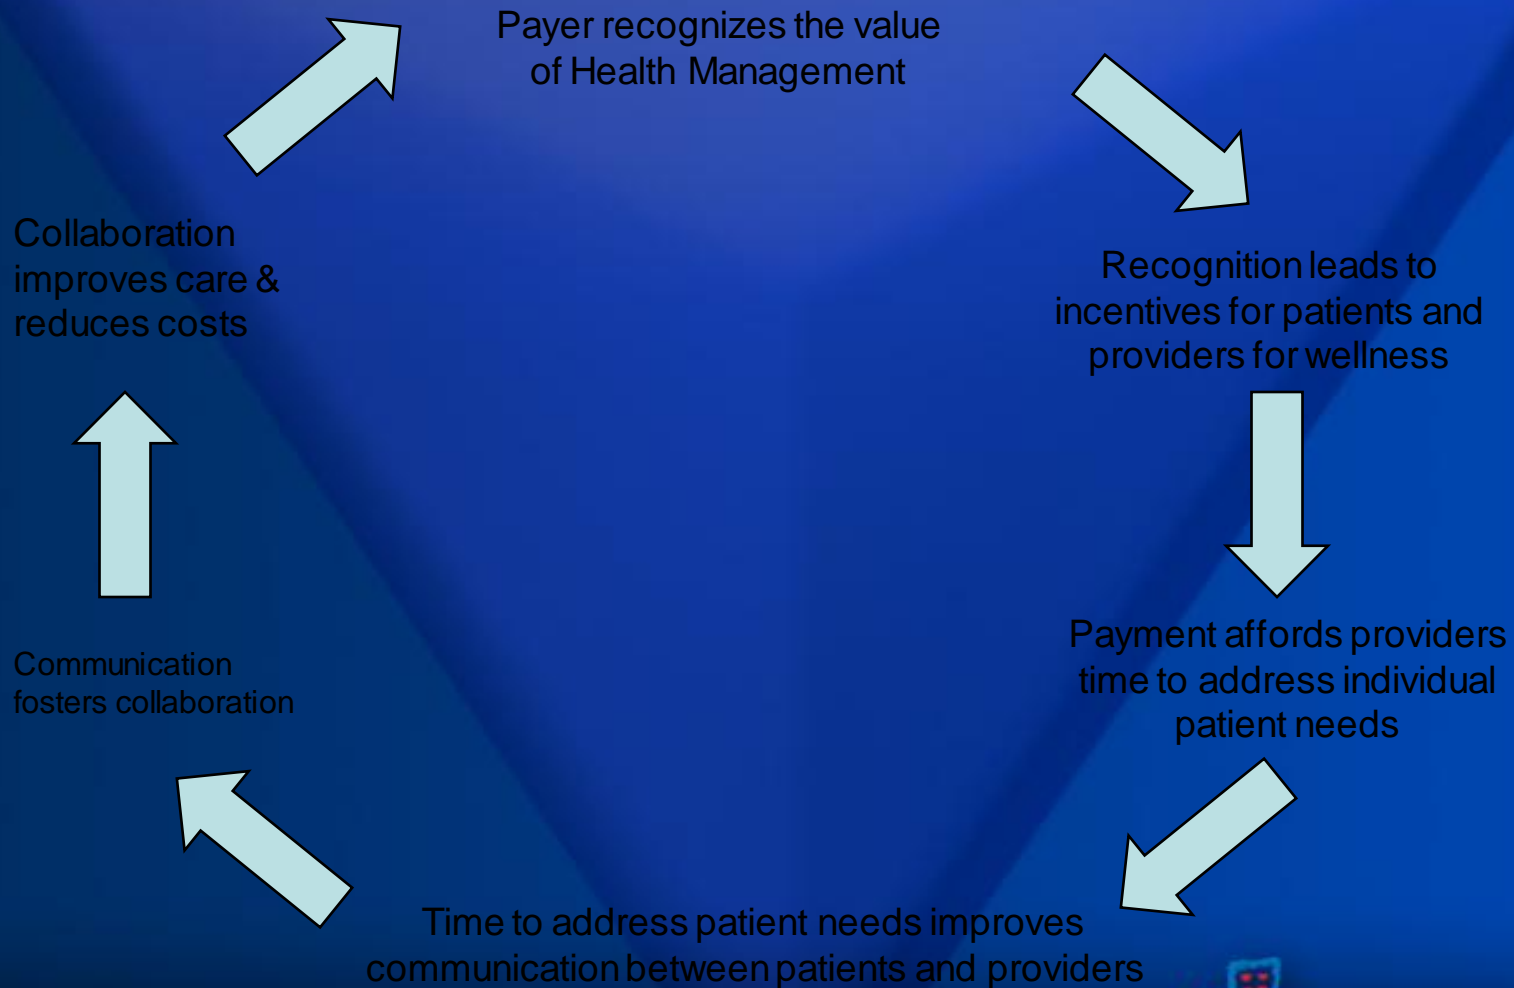 Payer recognizes the value
of Health Management
Recognition leads to
incentives for patients and
providers for wellness
Payment affords providers
time to address individual
patient needs
Time to address patient needs improves
communication between patients and providers
Communication
fosters collaboration
Collaboration
improves care &
reduces costs